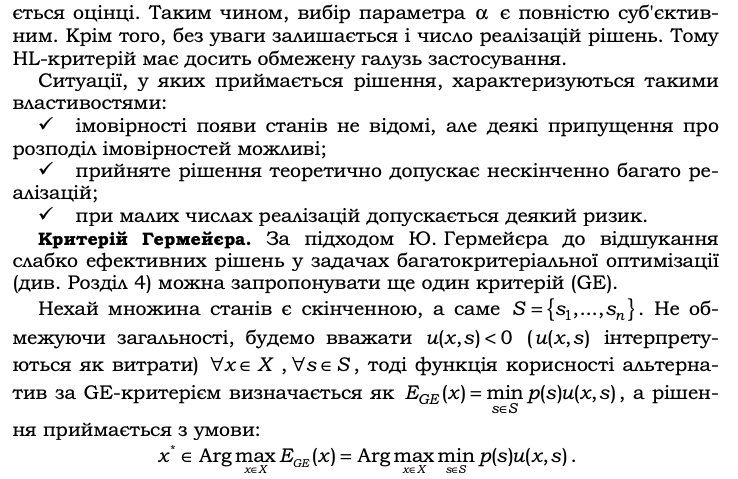 ється оцінці. Таким чином, вибір параметра α є повністю суб'єктив-
ним. Крім того, без уваги залишається і число реалізацій рішень. Тому
HL-критерій має досить обмежену галузь застосування.
Ситуації, у яких приймається рішення, характеризуються такими
властивостями:
✓ імовірності появи станів не відомі, але деякі припущення про
розподіл імовірностей можливі;
✓ прийняте рішення теоретично допускає нескінченно багато ре-
алізацій;
✓ при малих числах реалізацій допускається деякий ризик.
Критерій Гермейєра. За підходом Ю. Гермейєра до відшукання
слабко ефективних рішень у задачах багатокритеріальної оптимізації
(див. Розділ 4) можна запропонувати ще один критерій (GE).
Нехай множина станів є скінченною, а саме S = {s₁,...,sₙ}. Не об-
межуючи загальності, будемо вважати u(x,s) < 0 (u(x,s) інтерпрету-
ються як витрати) ∀x ∈ X , ∀s ∈ S, тоді функція корисності альтерна-
тив за GE-критерієм визначається як E_GE(x) = min_{s∈S} p(s)u(x,s), а рішен-
ня приймається з умови:
x* ∈ Arg max_{x∈X} E_GE(x) = Arg max_{x∈X} min_{s∈S} p(s)u(x,s).